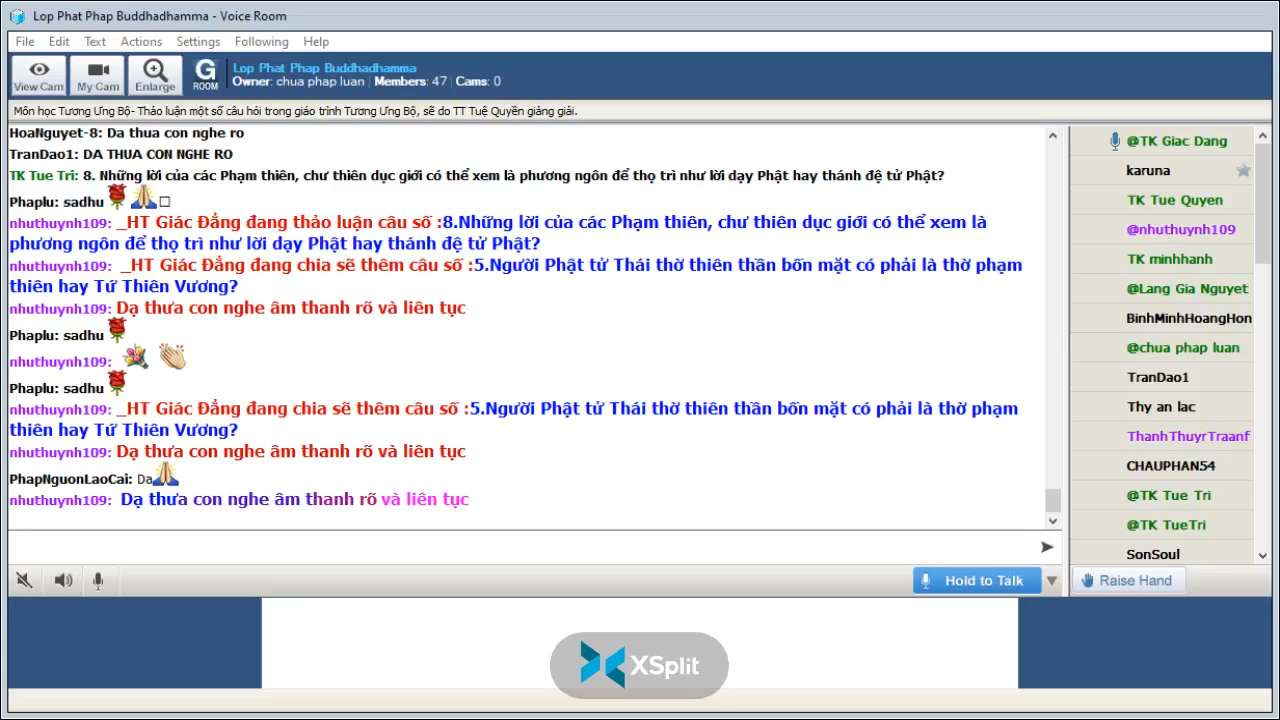 Lop Phat Phap Buddhadhamma - Voice Room
File Edit Text Actions Settings Following Help
View Cam My Cam Enlarge G ROOM
Lop Phat Phap Buddhadhamma
Owner: chua phap luan | Members: 47 | Cams: 0
Môn học Tương Ưng Bộ- Thảo luận một số câu hỏi trong giáo trình Tương Ưng Bộ, sẽ do TT Tuệ Quyền giảng giải.
HoaNguyet-8: Da thua con nghe ro
TranDao1: DA THUA CON NGHE RO
TK Tue Tri: 8. Những lời của các Phạm thiên, chư thiên dục giới có thể xem là phương ngôn để thọ trì như lời dạy Phật hay thánh đệ tử Phật?
Phaplu: sadhu
nhuthuynh109: _HT Giác Đẳng đang thảo luận câu số :8.Những lời của các Phạm thiên, chư thiên dục giới có thể xem là
phương ngôn để thọ trì như lời dạy Phật hay thánh đệ tử Phật?
nhuthuynh109: _HT Giác Đẳng đang chia sẽ thêm câu số :5.Người Phật tử Thái thờ thiên thần bốn mặt có phải là thờ phạm
thiên hay Tứ Thiên Vương?
nhuthuynh109: Dạ thưa con nghe âm thanh rõ và liên tục
Phaplu: sadhu
nhuthuynh109:
Phaplu: sadhu
nhuthuynh109: _HT Giác Đẳng đang chia sẽ thêm câu số :5.Người Phật tử Thái thờ thiên thần bốn mặt có phải là thờ phạm
thiên hay Tứ Thiên Vương?
nhuthuynh109: Dạ thưa con nghe âm thanh rõ và liên tục
PhapNguonLaoCai: Da
nhuthuynh109: Dạ thưa con nghe âm thanh rõ và liên tục
Hold to Talk
@TK Giac Dang
karuna
TK Tue Quyen
@nhuthuynh109
TK minhhanh
@Lang Gia Nguyet
BinhMinhHoangHon
@chua phap luan
TranDao1
Thy an lac
ThanhThuyrTraanf
CHAUPHAN54
@TK Tue Tri
@TK TueTri
SonSoul
Raise Hand
XSplit